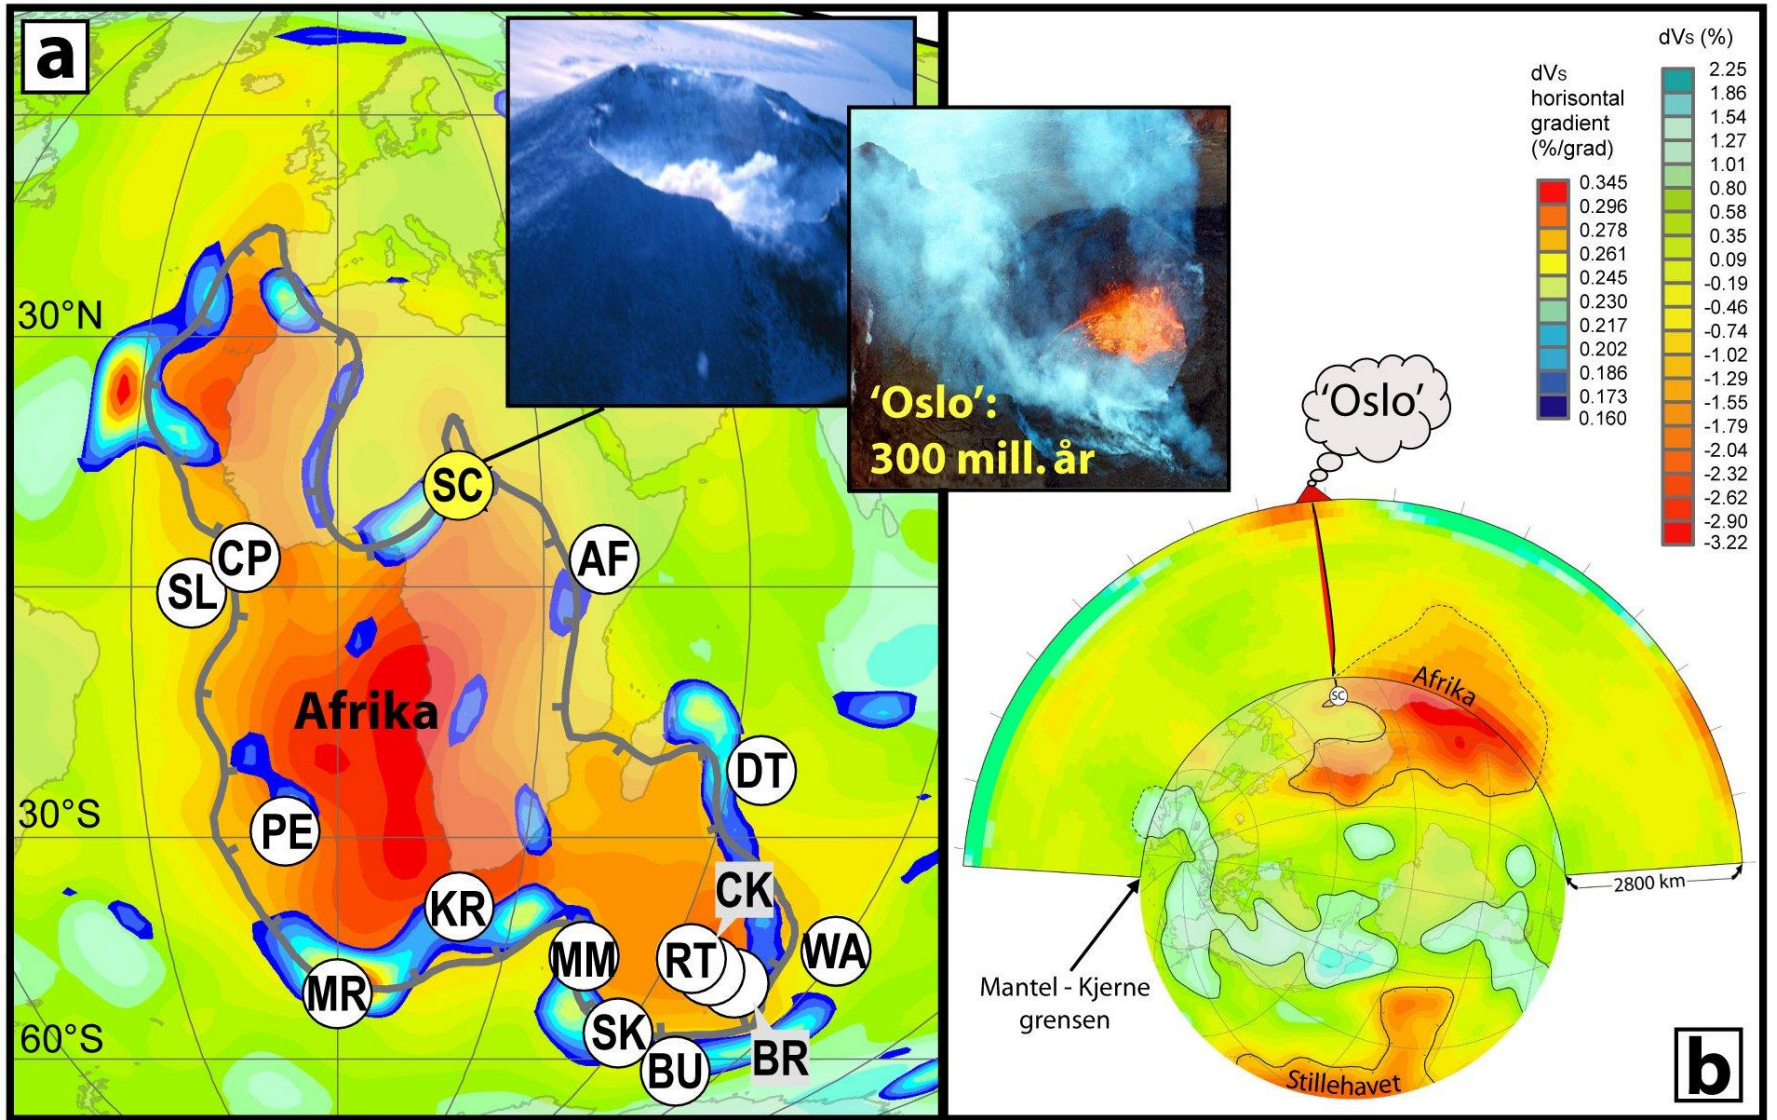 a
30°N
30°S
60°S
Afrika
SC
CP
SL
AF
DT
PE
KR
CK
MM
RT
WA
MR
SK
BU
BR
'Oslo':
300 mill. år
dVs
horisontal
gradient
(%/grad)
0.345
0.296
0.278
0.261
0.245
0.230
0.217
0.202
0.186
0.173
0.160
dVs (%)
2.25
1.86
1.54
1.27
1.01
0.80
0.58
0.35
0.09
-0.19
-0.46
-0.74
-1.02
-1.29
-1.55
-1.79
-2.04
-2.32
-2.62
-2.90
-3.22
'Oslo'
SC
Afrika
2800 km
Mantel - Kjerne
grensen
Stillehavet
b